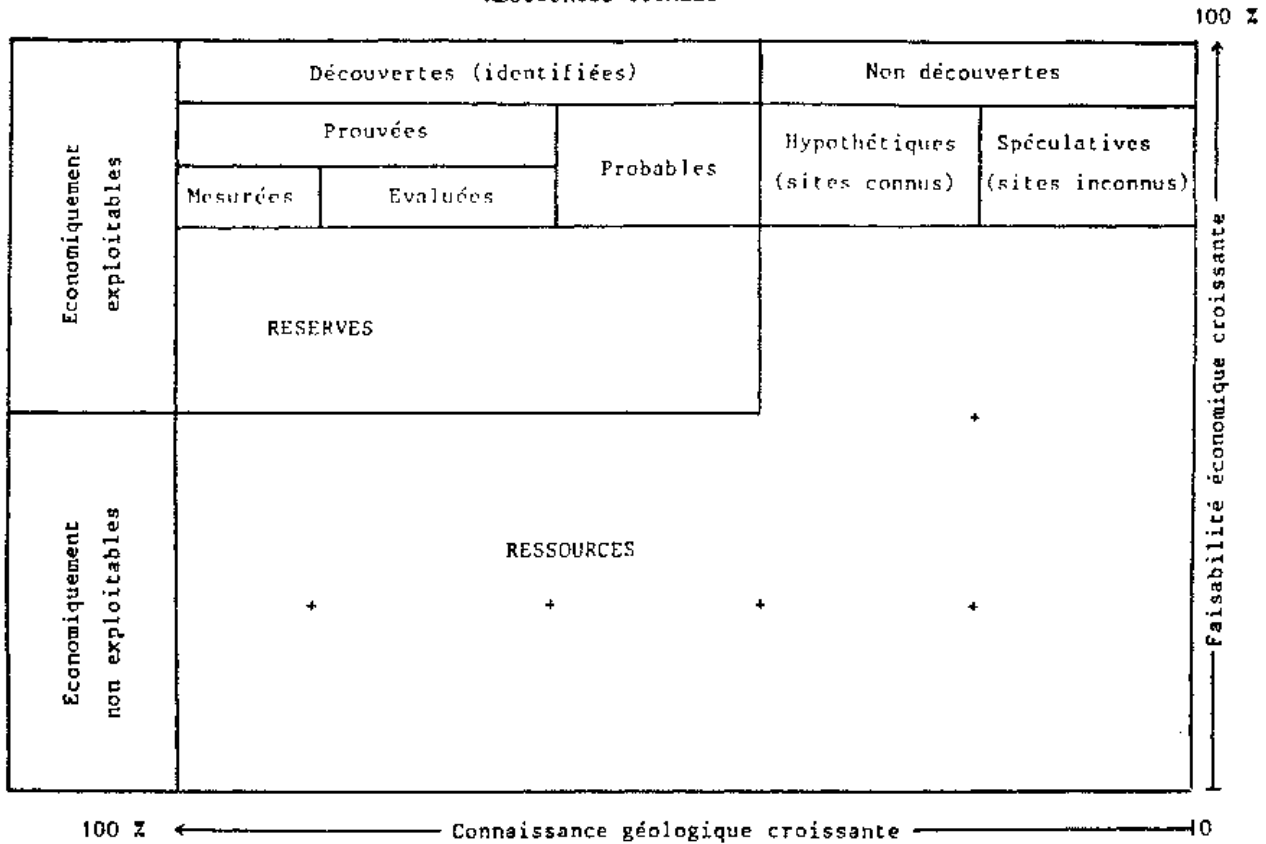 100 %
Découvertes (identifiées)
Non découvertes
Prouvées
Probables
Hypothétiques
(sites connus)
Spéculatives
(sites inconnus)
Mesurées
Evaluées
Economiquement
exploitables
RESERVES
Economiquement
non exploitables
RESSOURCES
+
+ + + +
Faisabilité économique croissante
100 %
Connaissance géologique croissante
0